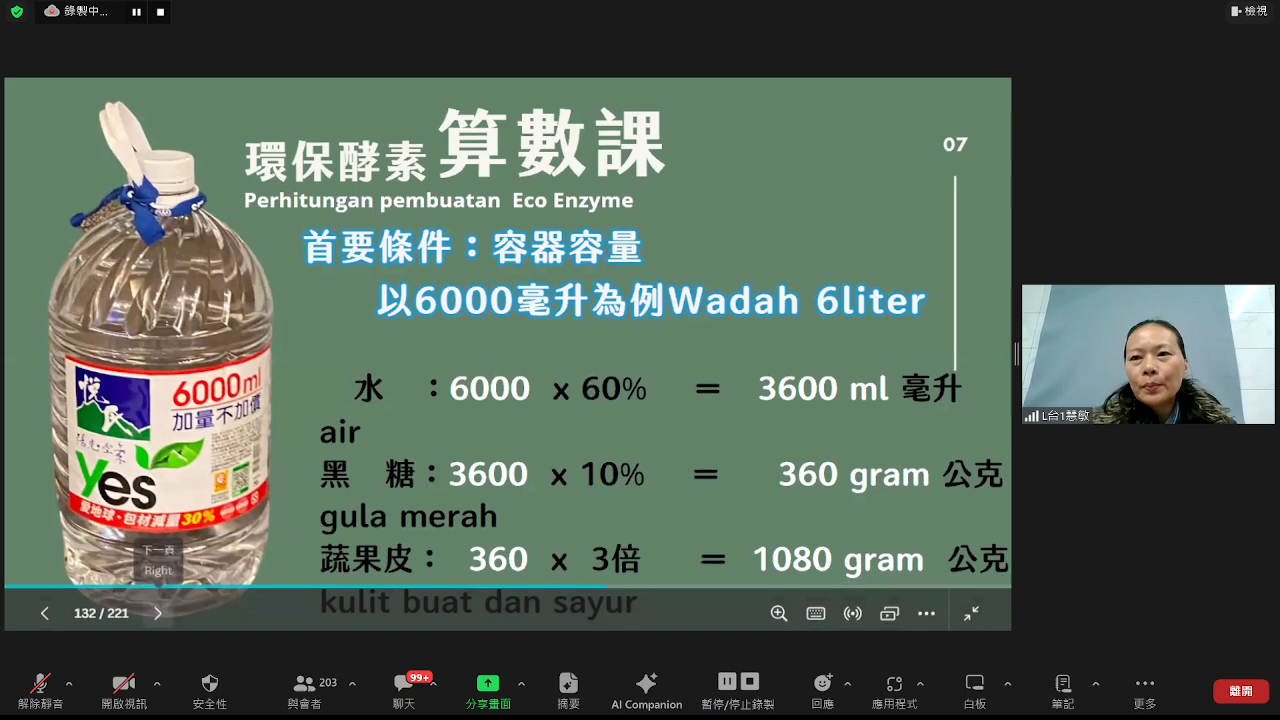 錄製中...
檢視
環保酵素 算數課
07
Perhitungan pembuatan Eco Enzyme
首要條件：容器容量
以6000毫升為例Wadah 6liter
水 ：6000 x 60% = 3600 ml 毫升
air
黑 糖：3600 x 10% = 360 gram 公克
gula merah
蔬果皮： 360 x 3倍 = 1080 gram 公克
kulit buat dan sayur
悅氏
6000ml
加量不加價
yes
愛地球·包材減量30%
下一頁
Right
132 / 221
L台1慧敏
解除靜音
開啟視訊
安全性
203
與會者
99+
聊天
分享畫面
摘要
AI Companion
暫停/停止錄製
回應
應用程式
白板
筆記
更多
離開